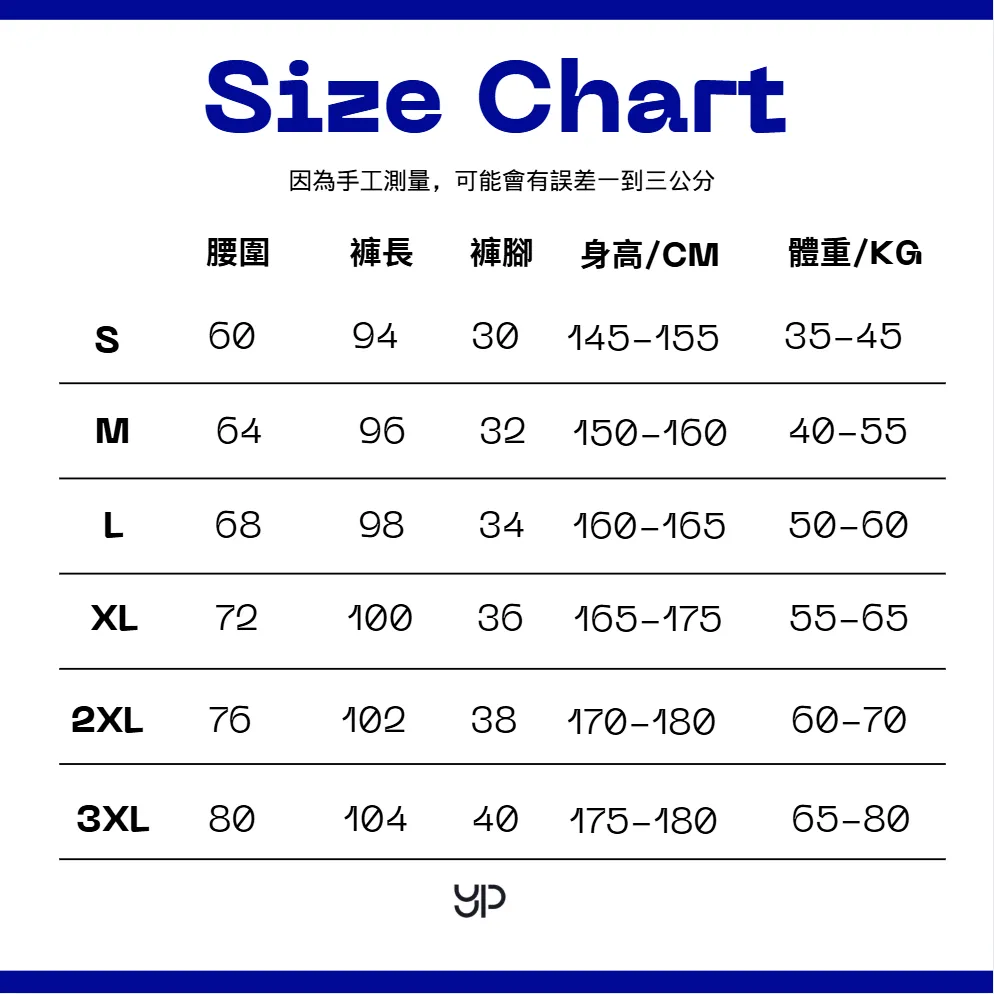 Size Chart
因為手工測量，可能會有誤差一到三公分
腰圍 褲長 褲腳 身高/CM 體重/KG
S 60 94 30 145-155 35-45
M 64 96 32 150-160 40-55
L 68 98 34 160-165 50-60
XL 72 100 36 165-175 55-65
2XL 76 102 38 170-180 60-70
3XL 80 104 40 175-180 65-80
yp